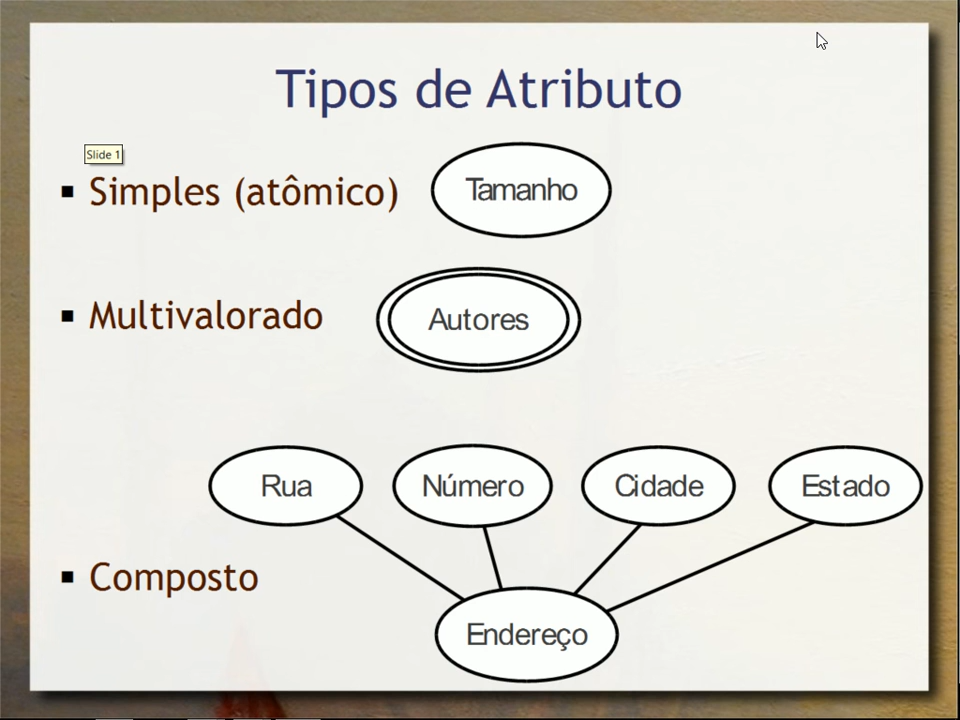 Tipos de Atributo
Slide 1
Simples (atômico)
Tamanho
Multivalorado
Autores
Rua
Número
Cidade
Estado
Composto
Endereço